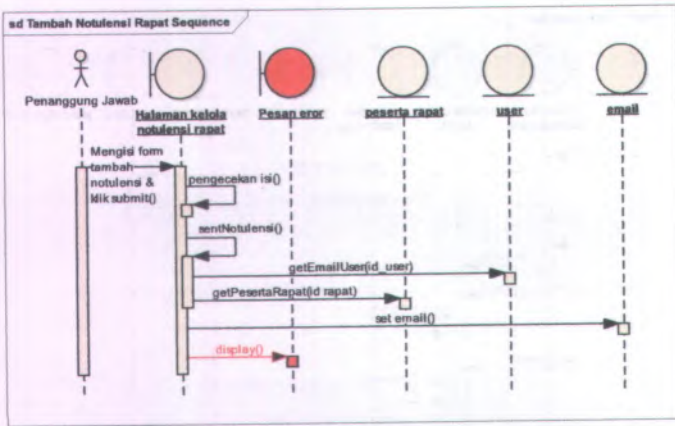 sd Tambah Notulensi Rapat Sequence
Penanggung Jawab
Halaman kelola
notulensi rapat
Pesan eror
peserta rapat
user
email
Mengisi form
tambah
notulensi &
klik submit()
pengecekan isi()
sentNotulensi()
getEmailUser(id_user)
getPesertaRapat(id rapat)
set email()
display()